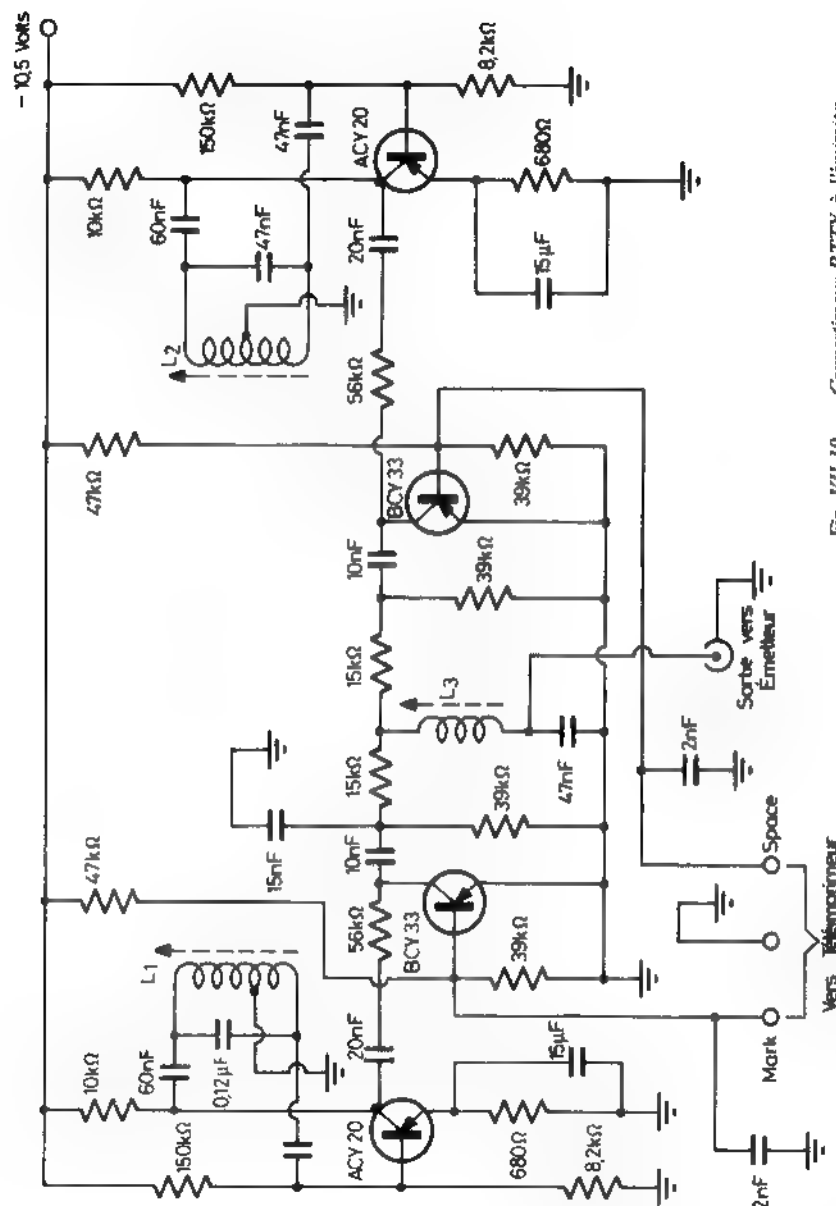 - 10,5 Volts
10kΩ
150kΩ
60nF
47nF
47nF
L2
ACY 20
8,2kΩ
680Ω
15µF
20nF
56kΩ
47kΩ
BCY 33
39kΩ
10nF
39kΩ
15kΩ
L3
15kΩ
47nF
39kΩ
10nF
15nF
47kΩ
56kΩ
BCY 33
39kΩ
20nF
L1
60nF
0,12µF
10kΩ
150kΩ
ACY 20
15µF
680Ω
8,2kΩ
2nF
2nF
Sortie vers
Émetteur
Mark
Space
Vers Téléimprimeur